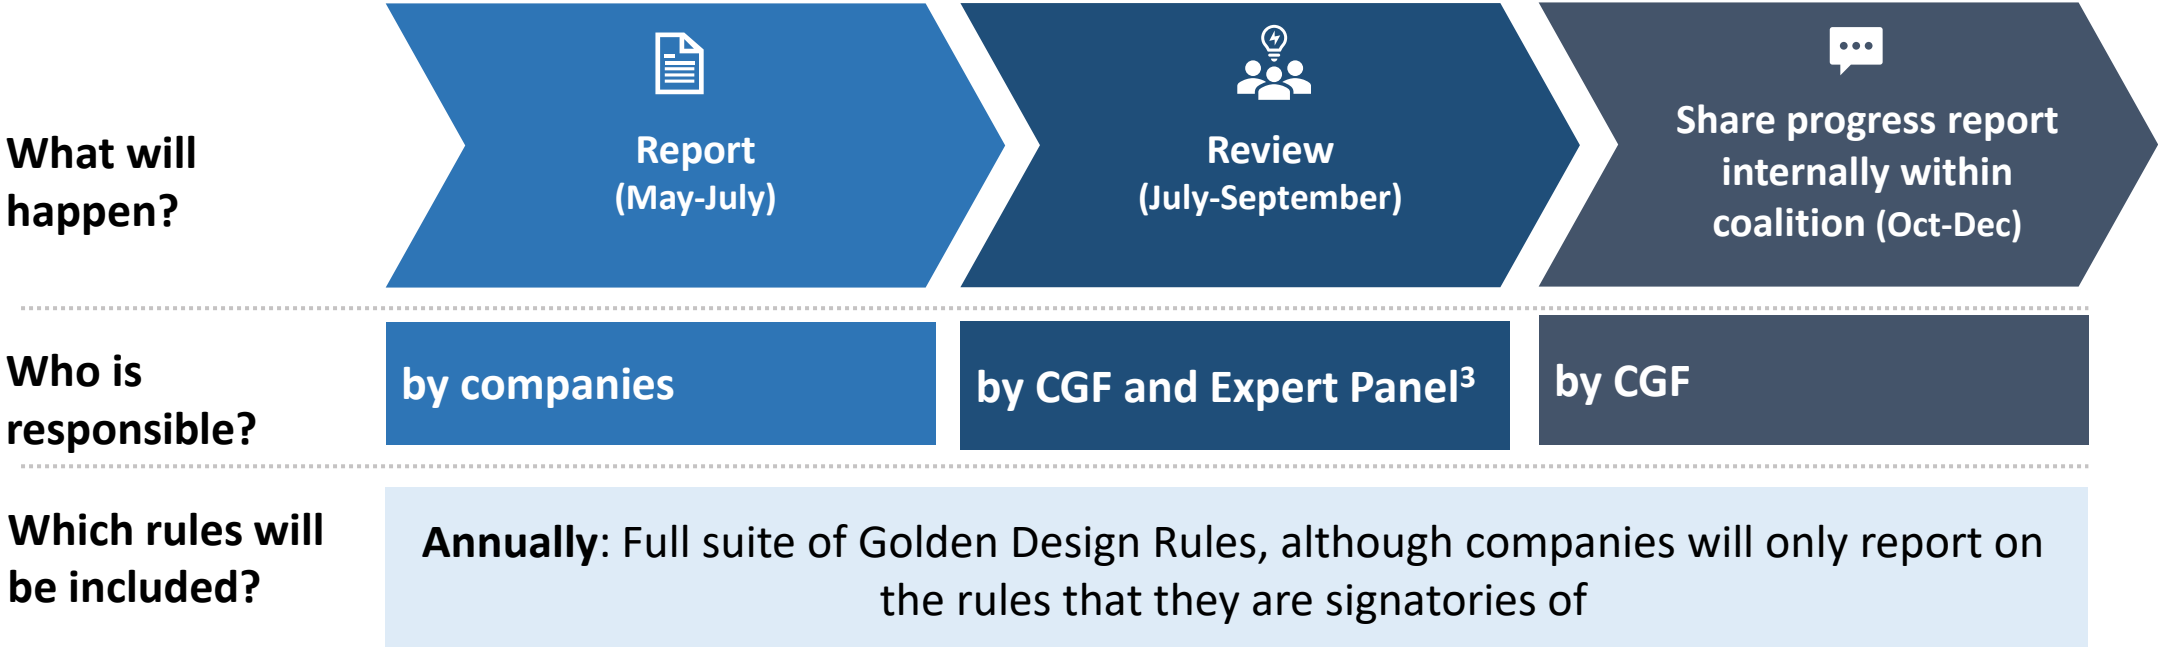 What will
happen?
Report
(May-July)
Review
(July-September)
Share progress report
internally within
coalition (Oct-Dec)
Who is
responsible?
by companies
by CGF and Expert Panel³
by CGF
Which rules will
be included?
Annually: Full suite of Golden Design Rules, although companies will only report on
the rules that they are signatories of